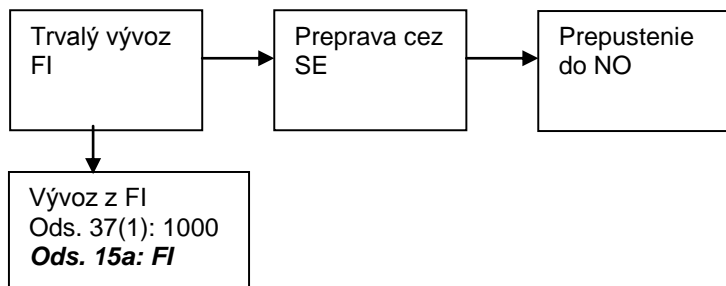 Trvalý vývoz
FI
Preprava cez
SE
Prepustenie
do NO
Vývoz z FI
Ods. 37(1): 1000
Ods. 15a: FI